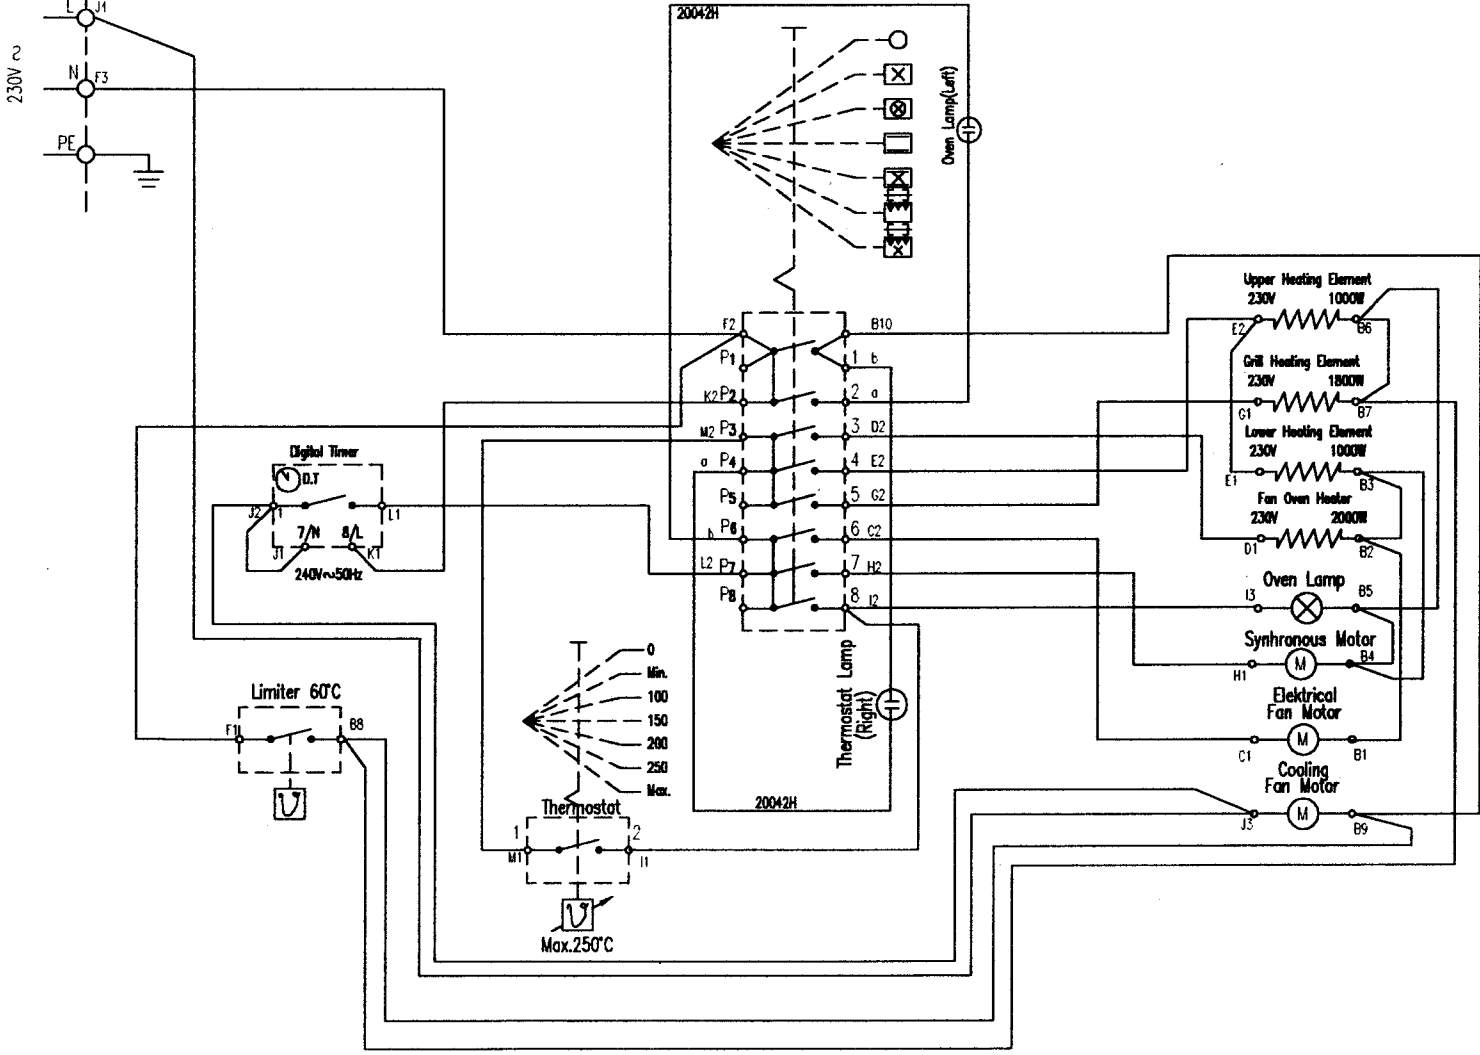 L J1
230V ~
N F3
PE
20042H
Oven Lamp(Left)
F2 B10
P1 1 b
K2 P2 2 a
M2 P3 3 D2
a P4 4 E2
P5 5 G2
b P6 6 C2
L2 P7 7 H2
P8 8 I2
Digital Timer
D.T
J2 1 L1
7/N 8/L
J1 K1
240V~50Hz
Upper Heating Element
230V 1000W
E2 B6
Grill Heating Element
230V 1800W
G1 B7
Lower Heating Element
230V 1000W
E1 B3
Fan Oven Heater
230V 2000W
D1 B2
Oven Lamp
I3 B5
Synhronous Motor
H1 M B4
Elektrical
Fan Motor
C1 M B1
Cooling
Fan Motor
J3 M B9
Limiter 60°C
F1 B8
0
Min.
100
150
200
250
Max.
Thermostat Lamp
(Right)
20042H
Thermostat
1 2
M1 I1
Max.250°C